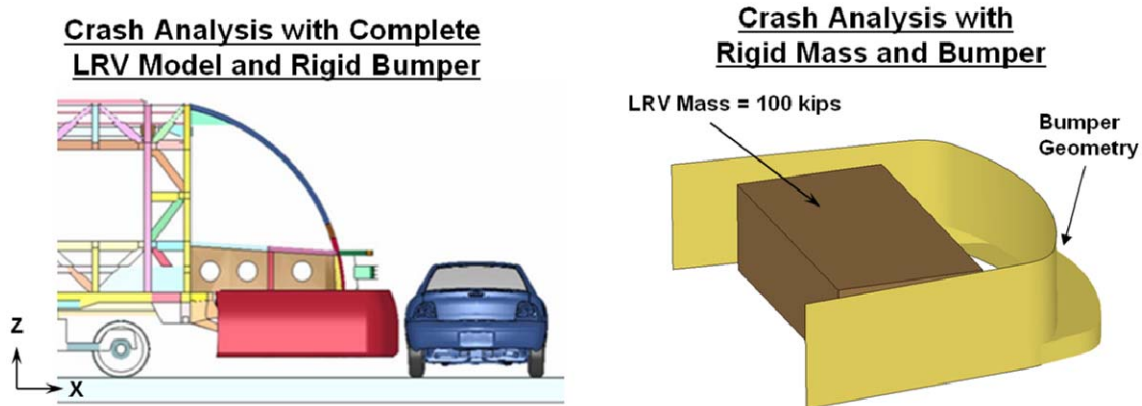 Crash Analysis with Complete
LRV Model and Rigid Bumper
Z
X
Crash Analysis with
Rigid Mass and Bumper
LRV Mass = 100 kips
Bumper
Geometry